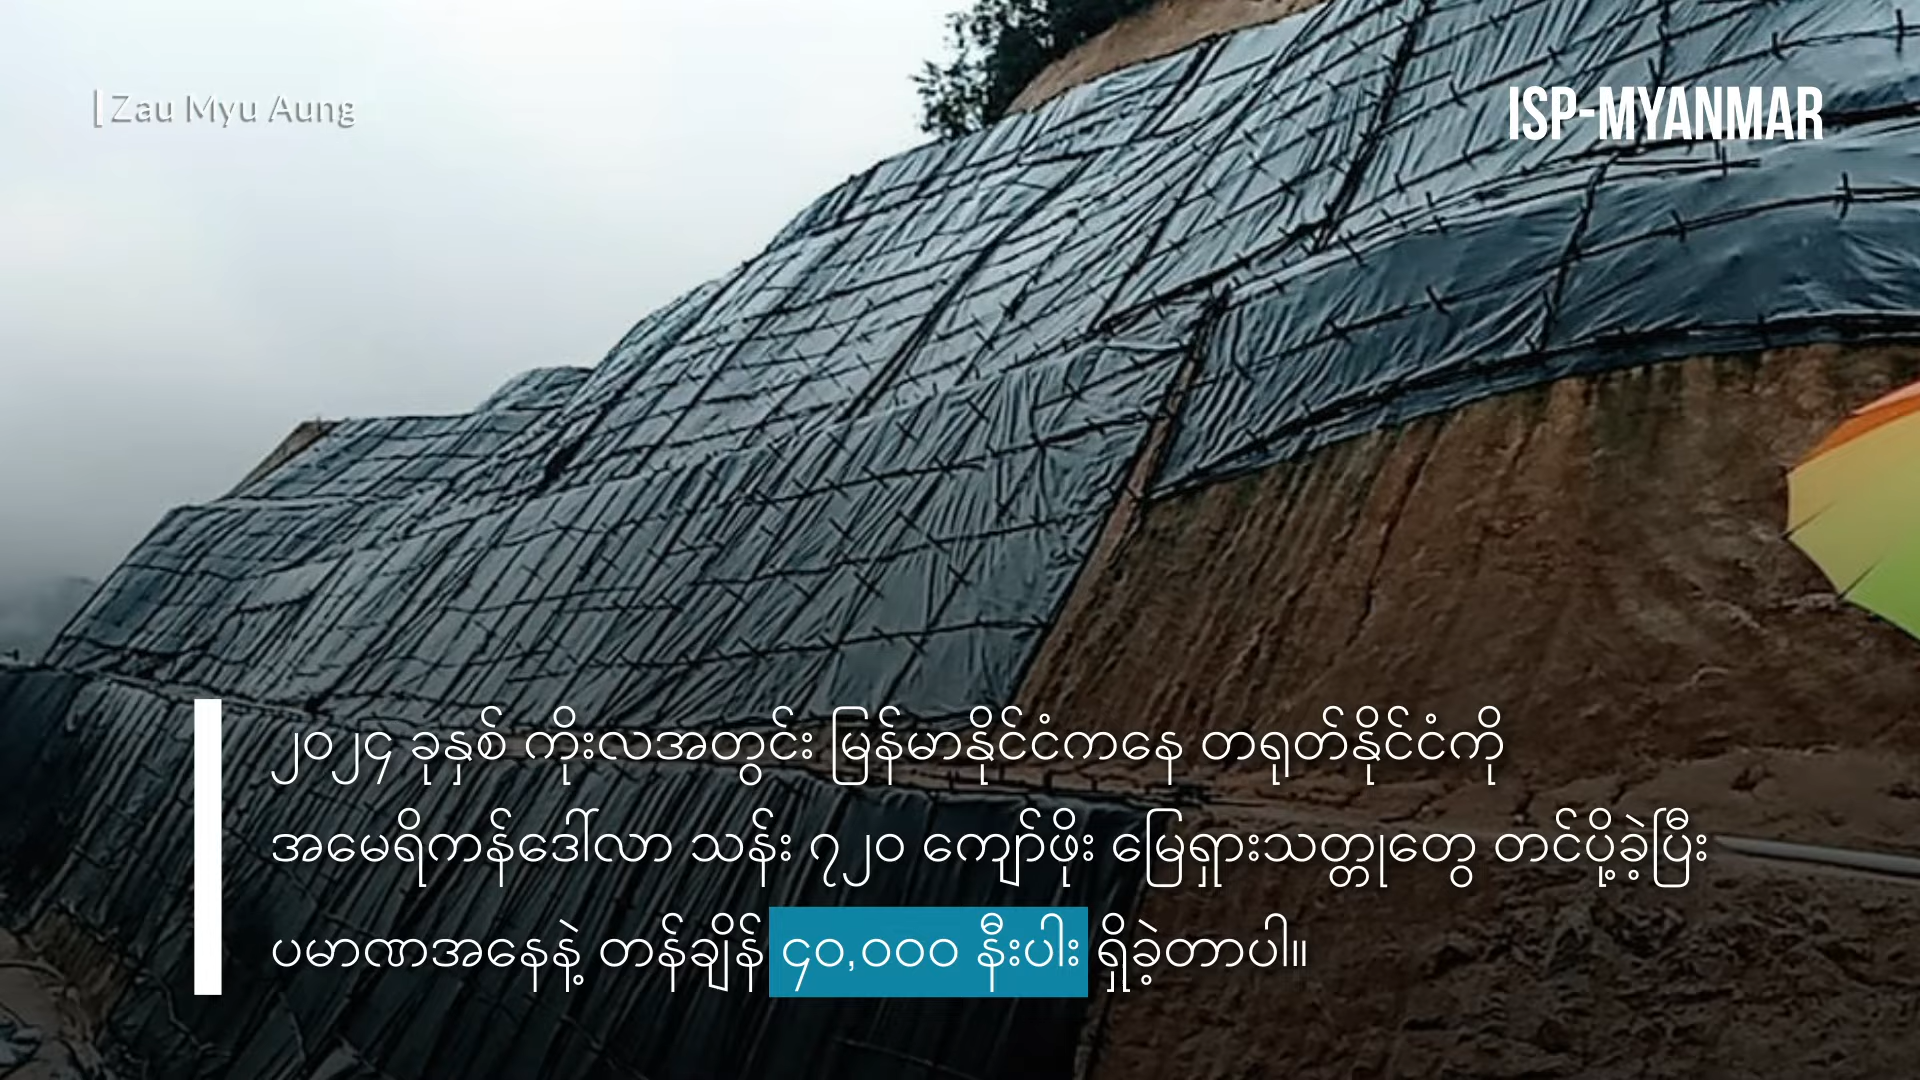 Zau Myu Aung
ISP-MYANMAR
၂၀၂၄ ခုနှစ် ကိုးလအတွင်း မြန်မာနိုင်ငံကနေ တရုတ်နိုင်ငံကို
အမေရိကန်ဒေါ်လာ သန်း ၇၂၀ ကျော်ဖိုး မြေရှားသတ္တုတွေ တင်ပို့ခဲ့ပြီး
ပမာဏအနေနဲ့ တန်ချိန် ၄၀,၀၀၀ နီးပါး ရှိခဲ့တာပါ။